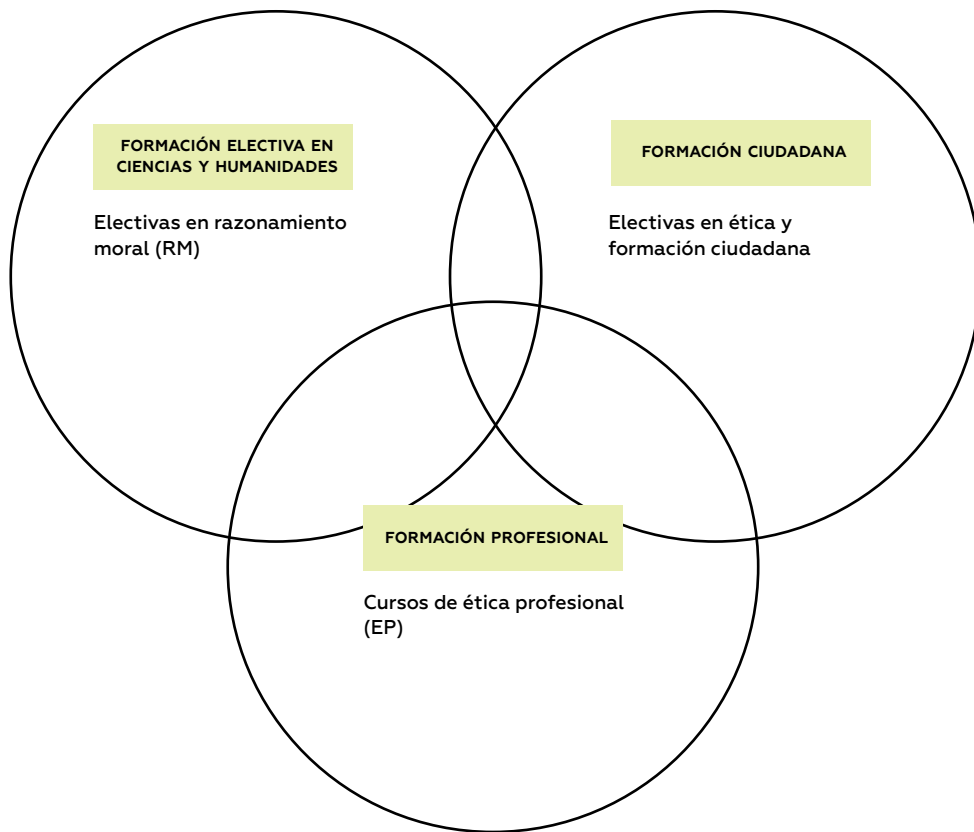 FORMACIÓN ELECTIVA EN
CIENCIAS Y HUMANIDADES
Electivas en razonamiento
moral (RM)
FORMACIÓN CIUDADANA
Electivas en ética y
formación ciudadana
FORMACIÓN PROFESIONAL
Cursos de ética profesional
(EP)